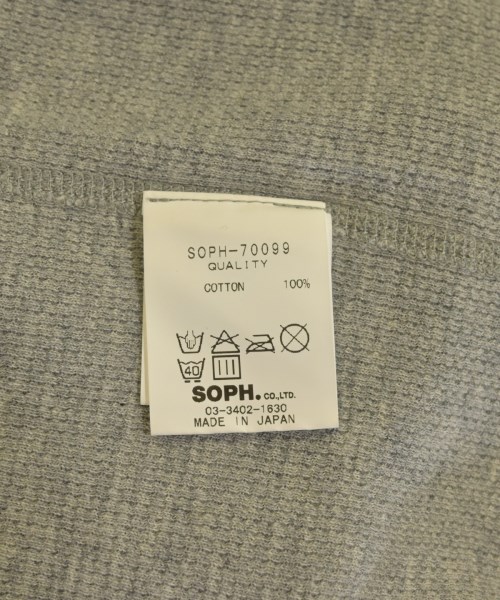 SOPH-70099
QUALITY
COTTON 100%
40
SOPH. CO.,LTD.
03-3402-1630
MADE IN JAPAN